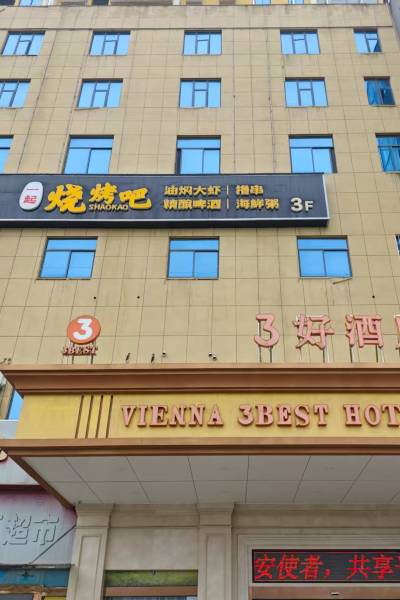 一起 烧烤吧 油焖大虾 | 撸串
SHAOKAO 精酿啤酒 | 海鲜粥 3F
3
3BEST
3好酒
VIENNA 3BEST HOT
超市
安使者，共享